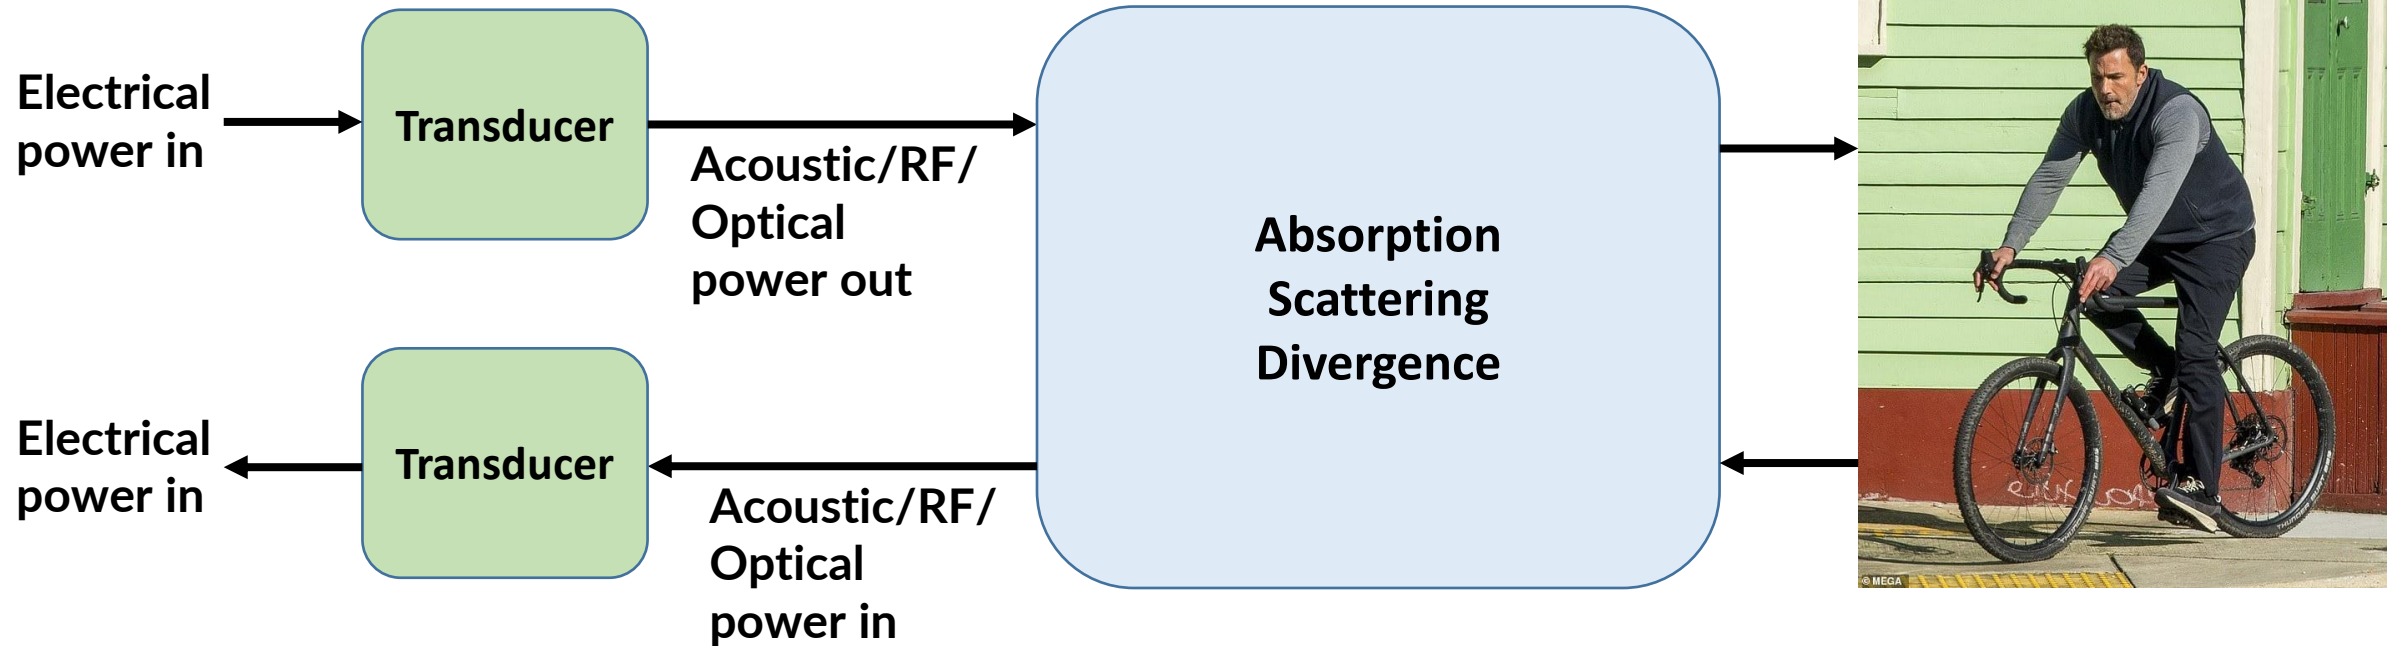 Electrical
power in
Transducer
Acoustic/RF/
Optical
power out
Absorption
Scattering
Divergence
Electrical
power in
Transducer
Acoustic/RF/
Optical
power in
© MEGA
THUNDER